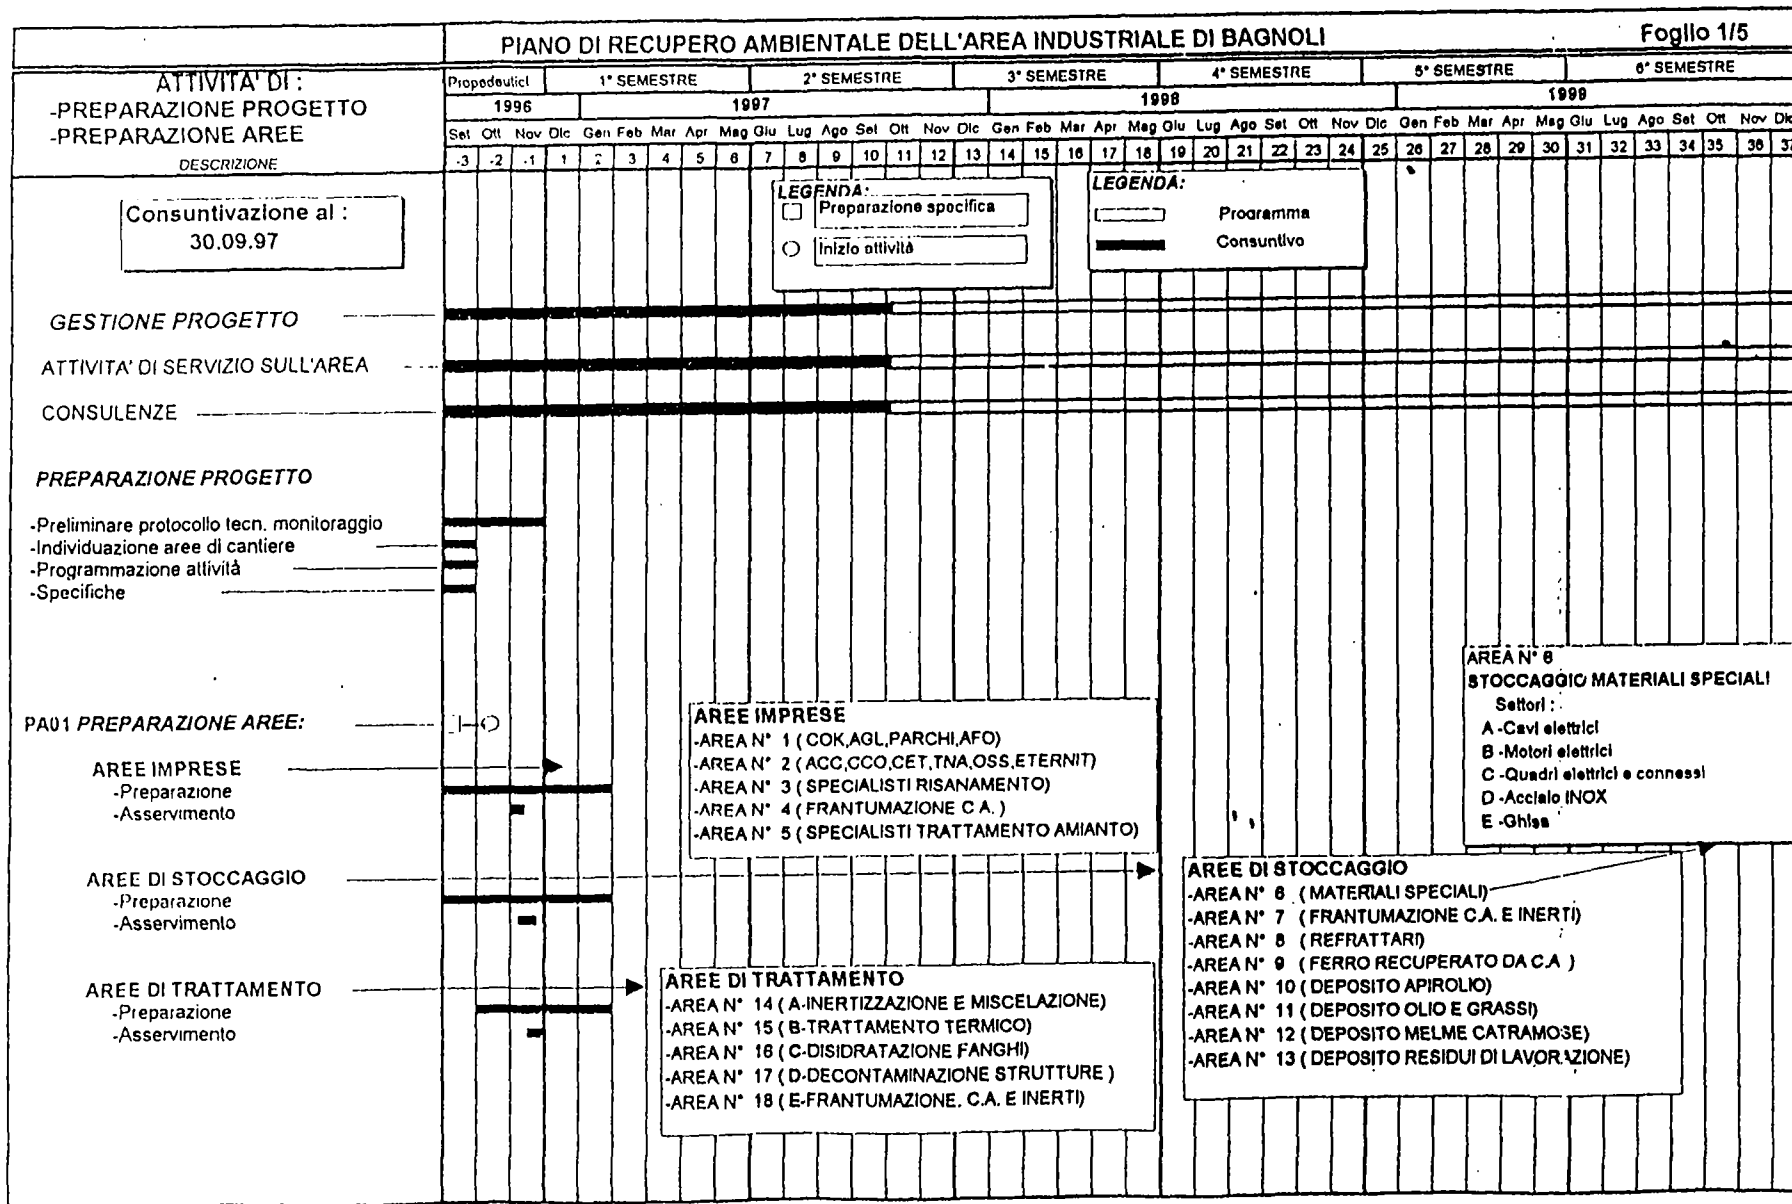 PIANO DI RECUPERO AMBIENTALE DELL'AREA INDUSTRIALE DI BAGNOLI
Foglio 1/5
ATTIVITA' DI :
-PREPARAZIONE PROGETTO
-PREPARAZIONE AREE
DESCRIZIONE
Propedeutici 1° SEMESTRE 2° SEMESTRE 3° SEMESTRE 4° SEMESTRE 5° SEMESTRE 6° SEMESTRE
1996 1997 1998 1999
Set Ott Nov Dic Gen Feb Mar Apr Mag Giu Lug Ago Set Ott Nov Dic Gen Feb Mar Apr Mag Giu Lug Ago Set Ott Nov Dic Gen Feb Mar Apr Mag Giu Lug Ago Set Ott Nov Dic
-3 -2 -1 1 2 3 4 5 6 7 8 9 10 11 12 13 14 15 16 17 18 19 20 21 22 23 24 25 26 27 28 29 30 31 32 33 34 35 36 37
Consuntivazione al :
30.09.97
LEGENDA:
Preparazione specifica
Inizio attività
LEGENDA:
Programma
Consuntivo
GESTIONE PROGETTO
ATTIVITA' DI SERVIZIO SULL'AREA
CONSULENZE
PREPARAZIONE PROGETTO
-Preliminare protocollo tecn. monitoraggio
-Individuazione aree di cantiere
-Programmazione attività
-Specifiche
PA01 PREPARAZIONE AREE:
AREE IMPRESE
-Preparazione
-Asservimento
AREE DI STOCCAGGIO
-Preparazione
-Asservimento
AREE DI TRATTAMENTO
-Preparazione
-Asservimento
AREE IMPRESE
-AREA N° 1 ( COK,AGL,PARCHI,AFO)
-AREA N° 2 ( ACC,CCO,CET,TNA,OSS,ETERNIT)
-AREA N° 3 ( SPECIALISTI RISANAMENTO)
-AREA N° 4 ( FRANTUMAZIONE C A. )
-AREA N° 5 ( SPECIALISTI TRATTAMENTO AMIANTO)
AREE DI TRATTAMENTO
-AREA N° 14 ( A-INERTIZZAZIONE E MISCELAZIONE)
-AREA N° 15 ( B-TRATTAMENTO TERMICO)
-AREA N° 16 ( C-DISIDRATAZIONE FANGHI)
-AREA N° 17 ( D-DECONTAMINAZIONE STRUTTURE )
-AREA N° 18 ( E-FRANTUMAZIONE. C.A. E INERTI)
AREA N° 6
STOCCAGGIO MATERIALI SPECIALI
Settori :
A -Cavi elettrici
B -Motori elettrici
C -Quadri elettrici e connessi
D -Acciaio INOX
E -Ghisa
AREE DI STOCCAGGIO
-AREA N° 6 ( MATERIALI SPECIALI)
-AREA N° 7 ( FRANTUMAZIONE C.A. E INERTI)
-AREA N° 8 ( REFRATTARI)
-AREA N° 9 ( FERRO RECUPERATO DA C.A )
-AREA N° 10 ( DEPOSITO APIROLIO)
-AREA N° 11 ( DEPOSITO OLIO E GRASSI)
-AREA N° 12 ( DEPOSITO MELME CATRAMOSE)
-AREA N° 13 ( DEPOSITO RESIDUI DI LAVORAZIONE)